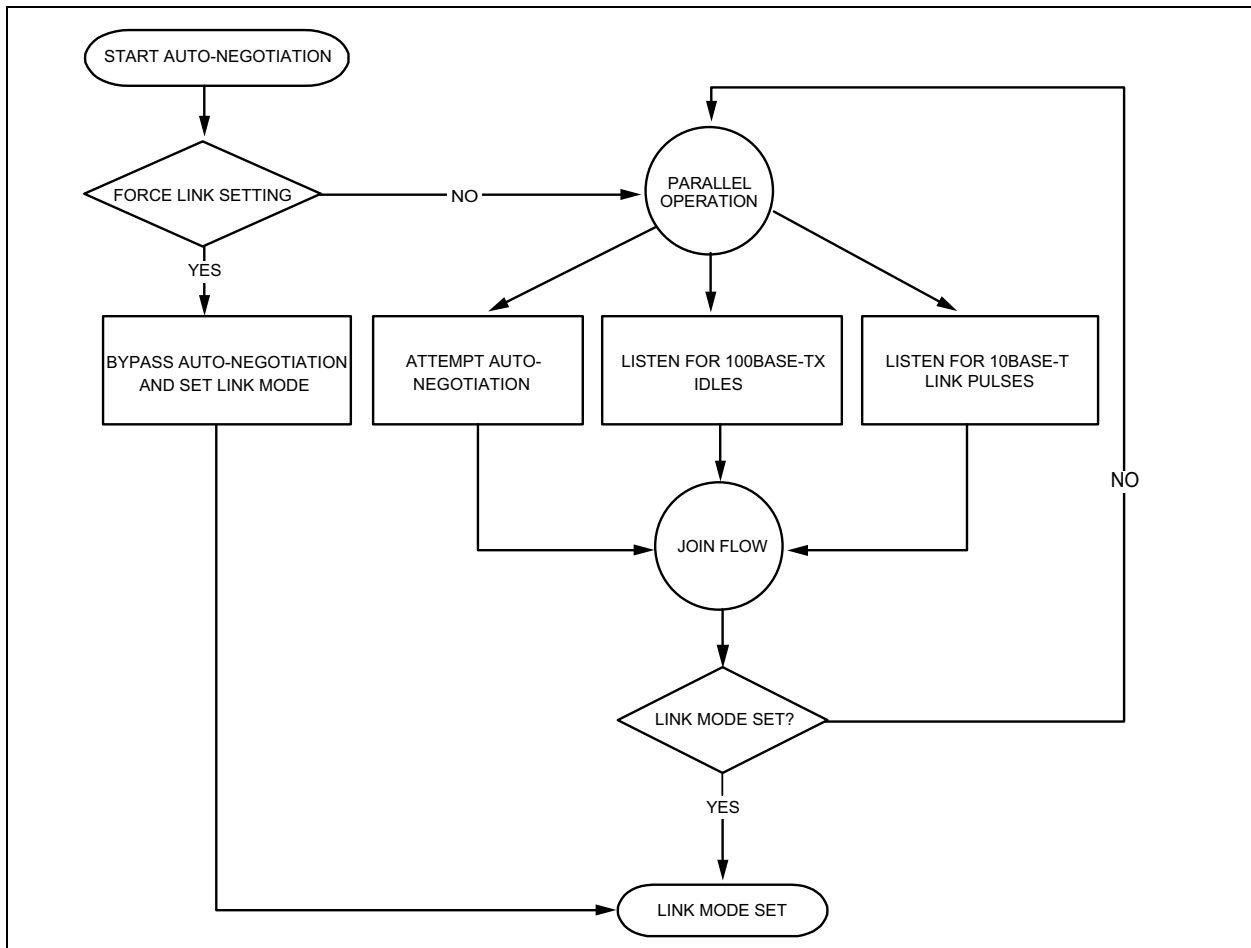 START AUTO-NEGOTIATION
FORCE LINK SETTING
NO
PARALLEL
OPERATION
YES
BYPASS AUTO-NEGOTIATION
AND SET LINK MODE
ATTEMPT AUTO-
NEGOTIATION
LISTEN FOR 100BASE-TX
IDLES
LISTEN FOR 10BASE-T
LINK PULSES
NO
JOIN FLOW
LINK MODE SET?
YES
LINK MODE SET